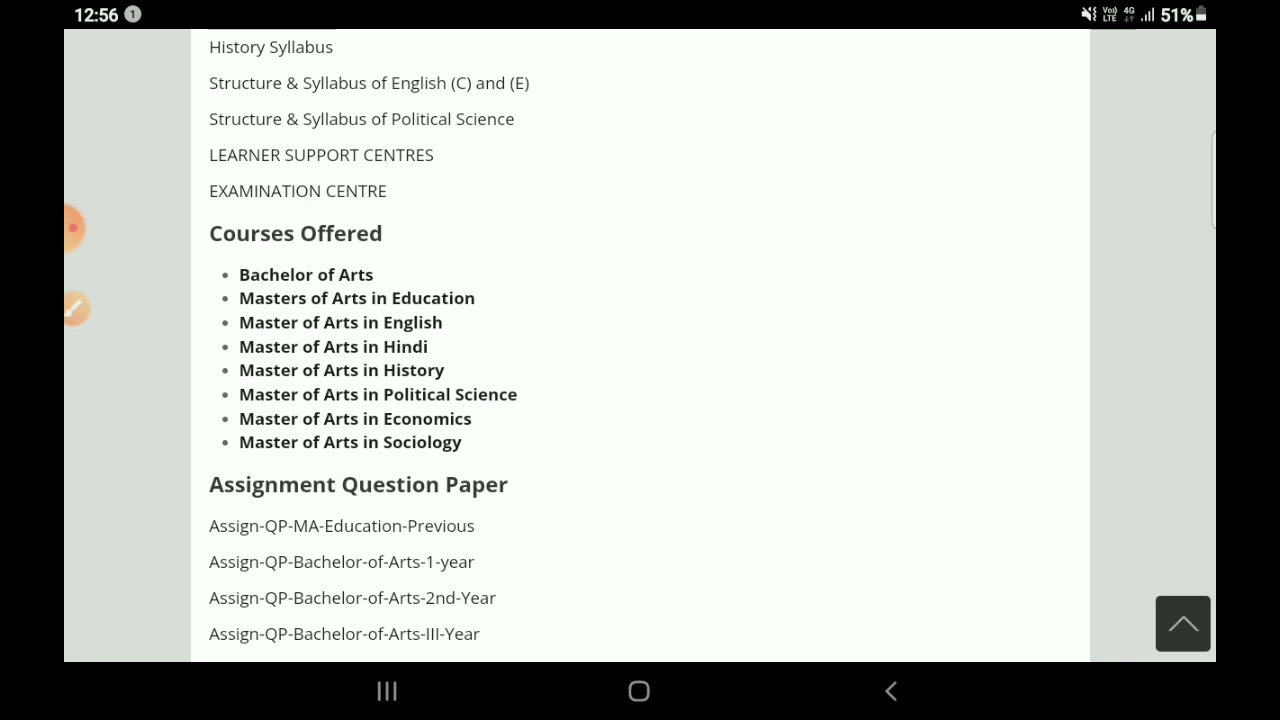 12:56 1 Vo) LTE 4G 51%
History Syllabus
Structure & Syllabus of English (C) and (E)
Structure & Syllabus of Political Science
LEARNER SUPPORT CENTRES
EXAMINATION CENTRE
Courses Offered
• Bachelor of Arts
• Masters of Arts in Education
• Master of Arts in English
• Master of Arts in Hindi
• Master of Arts in History
• Master of Arts in Political Science
• Master of Arts in Economics
• Master of Arts in Sociology
Assignment Question Paper
Assign-QP-MA-Education-Previous
Assign-QP-Bachelor-of-Arts-1-year
Assign-QP-Bachelor-of-Arts-2nd-Year
Assign-QP-Bachelor-of-Arts-III-Year